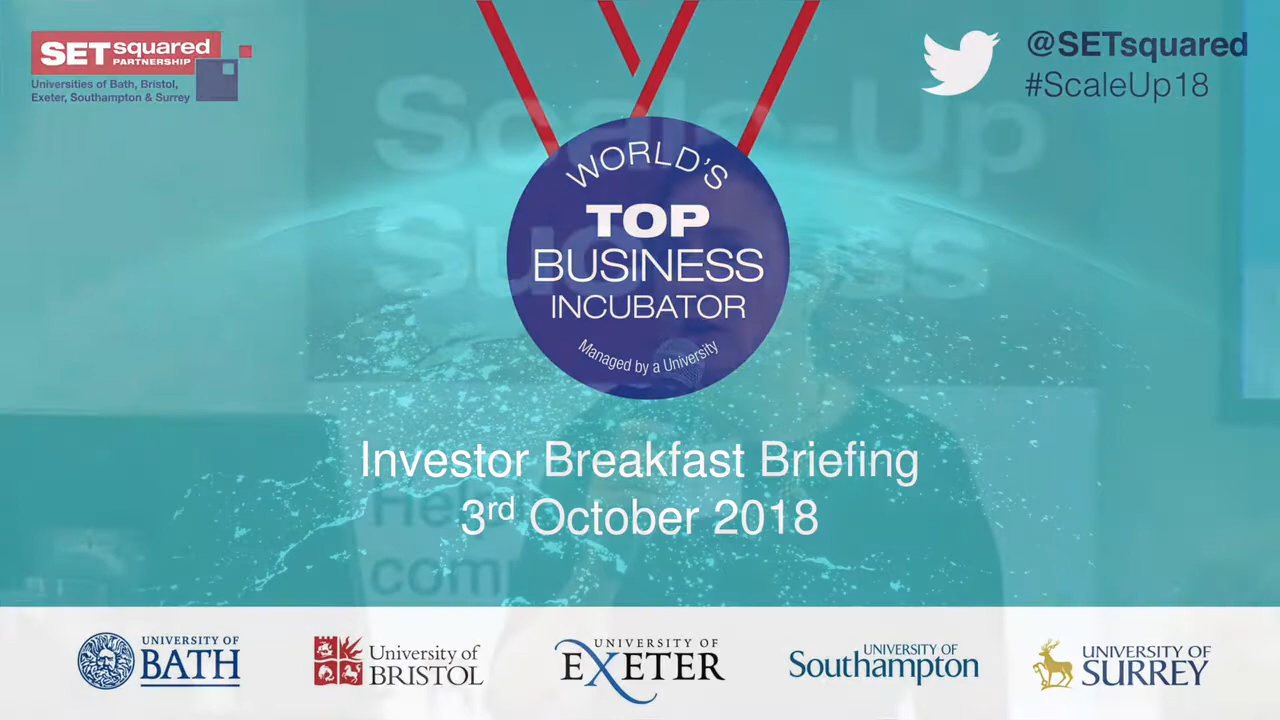 SETsquared
PARTNERSHIP
Universities of Bath, Bristol,
Exeter, Southampton & Surrey
@SETsquared
#ScaleUp18
Scale-Up
WORLD'S
TOP
BUSINESS
INCUBATOR
Managed by a University
Investor Breakfast Briefing
3rd October 2018
UNIVERSITY OF
BATH
University of
BRISTOL
UNIVERSITY OF
EXETER
UNIVERSITY OF
Southampton
UNIVERSITY OF
SURREY